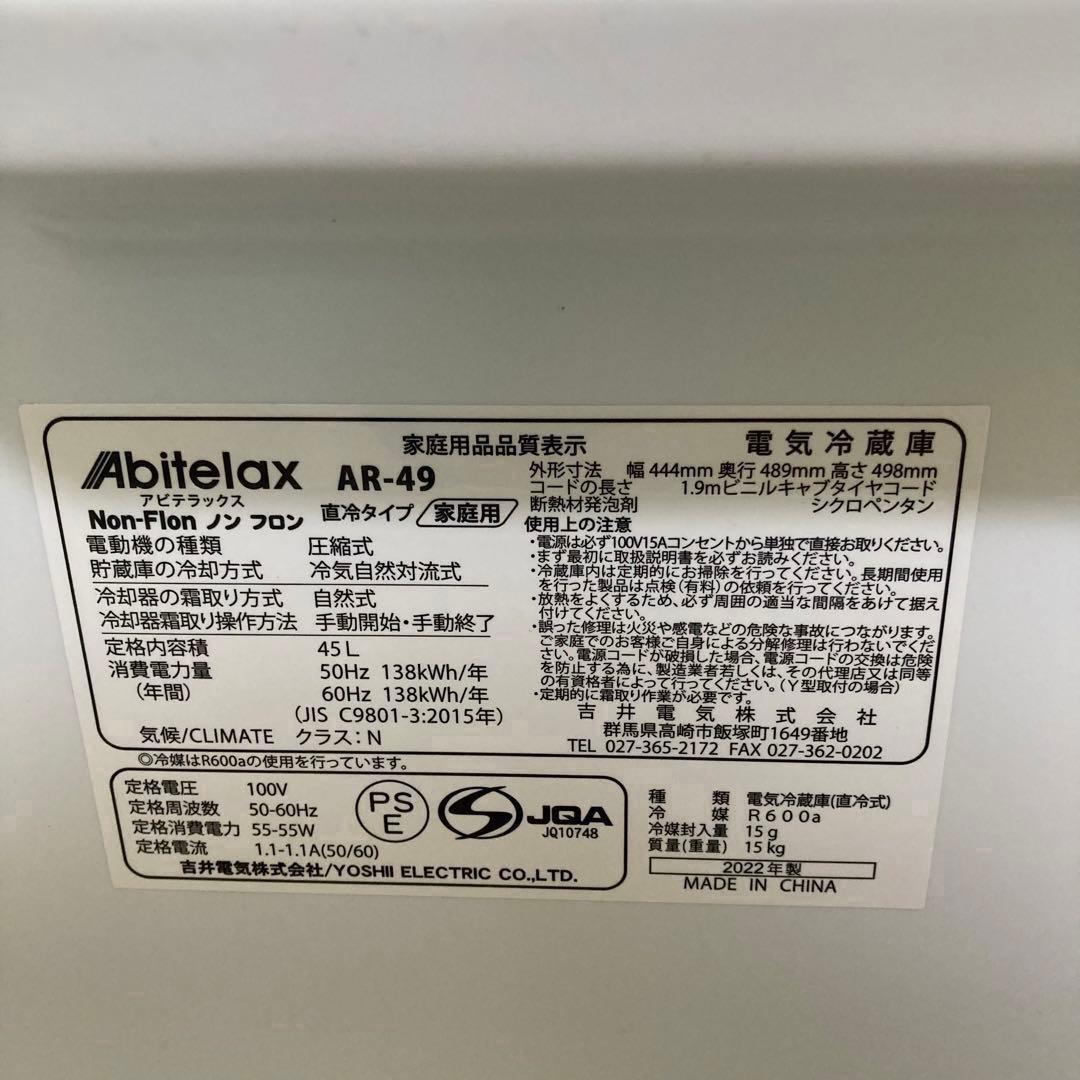 家庭用品品質表示
電気冷蔵庫
Abitelax AR-49
アビテラックス
Non-Flon ノンフロン 直冷タイプ 家庭用
電動機の種類 圧縮式
貯蔵庫の冷却方式 冷気自然対流式
冷却器の霜取り方式 自然式
冷却器霜取り操作方法 手動開始・手動終了
定格内容積 45L
消費電力量 50Hz 138kWh/年
(年間) 60Hz 138kWh/年
(JIS C9801-3:2015年)
気候/CLIMATE クラス:N
外形寸法 幅444mm 奥行489mm 高さ498mm
コードの長さ 1.9mビニルキャブタイヤコード
断熱材発泡剤 シクロペンタン
使用上の注意
・電源は必ず100V15Aコンセントから単独で直接お取りください。
・まず最初に取扱説明書を必ずお読みください。
・冷蔵庫内は定期的にお掃除を行ってください。長期間使用
を行った製品は点検(有料)の依頼を行ってください。
・放熱をよくするため、必ず周囲の適当な間隔をあけて据え
付けてください。
・誤った修理は火災や感電などの危険な事故につながります。
ご家庭でのお客様ご自身による分解修理は行わないでくだ
さい。電源コードが破損した場合、電源コードの交換は危険
を防止する為に、製造業者若しくは、その代理店又は同等
の有資格者によって行ってください。(Y型取付の場合)
・定期的に霜取り作業が必要です。
吉井電気株式会社
群馬県高崎市飯塚町1649番地
TEL 027-365-2172 FAX 027-362-0202
◎冷媒はR600aの使用を行っています。
定格電圧 100V
定格周波数 50-60Hz
定格消費電力 55-55W
定格電流 1.1-1.1A(50/60)
PS
E
JQA
JQ10748
吉井電気株式会社/YOSHII ELECTRIC CO.,LTD.
種類 電気冷蔵庫(直冷式)
冷媒 R600a
冷媒封入量 15g
質量(重量) 15kg
2022年製
MADE IN CHINA